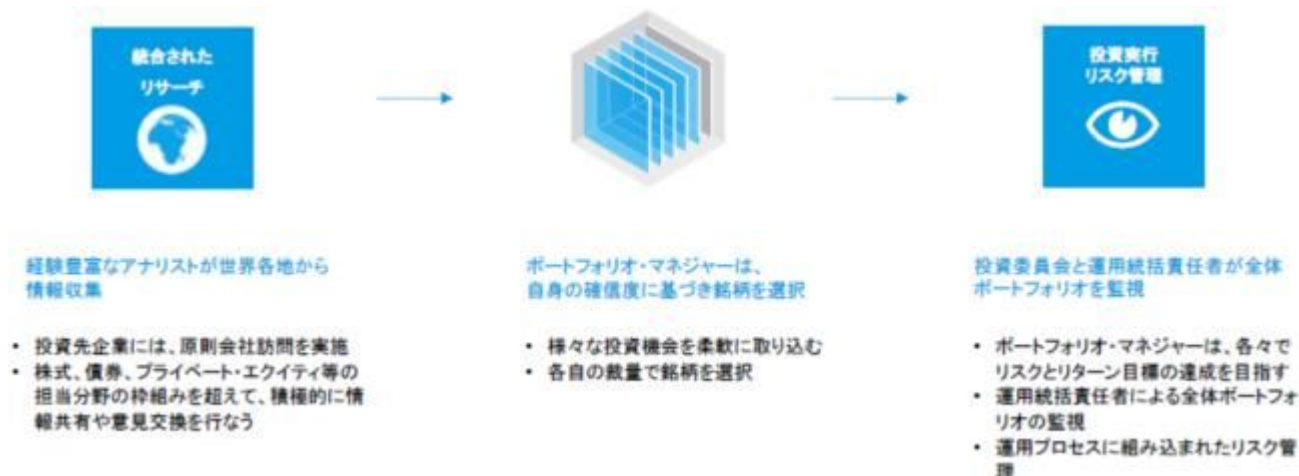 統合された
リサーチ
投資実行
リスク管理
経験豊富なアナリストが世界各地から
情報収集
• 投資先企業には、原則会社訪問を実施
• 株式、債券、プライベート・エクイティ等の
担当分野の枠組みを超えて、積極的に情
報共有や意見交換を行なう
ポートフォリオ・マネジャーは、
自身の確信度に基づき銘柄を選択
• 様々な投資機会を柔軟に取り込む
• 各自の裁量で銘柄を選択
投資委員会と運用統括責任者が全体
ポートフォリオを監視
• ポートフォリオ・マネジャーは、各々で
リスクとリターン目標の達成を目指す
• 運用統括責任者による全体ポートフォ
リオの監視
• 運用プロセスに組み込まれたリスク管
理